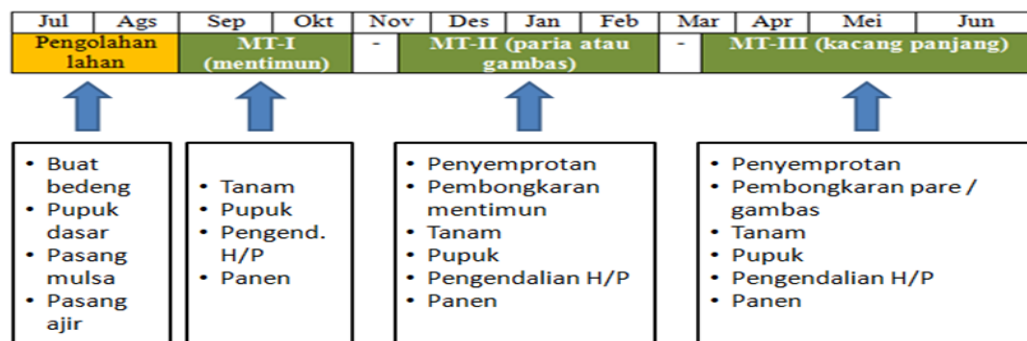 Jul Ags Sep Okt Nov Des Jan Feb Mar Apr Mei Jun
Pengolahan
lahan
MT-I
(mentimun)
-
MT-II (paria atau
gambas)
-
MT-III (kacang panjang)
• Buat
bedeng
• Pupuk
dasar
• Pasang
mulsa
• Pasang
ajir
• Tanam
• Pupuk
• Pengend.
H/P
• Panen
• Penyemprotan
• Pembongkaran
mentimun
• Tanam
• Pupuk
• Pengendalian H/P
• Panen
• Penyemprotan
• Pembongkaran pare /
gambas
• Tanam
• Pupuk
• Pengendalian H/P
• Panen